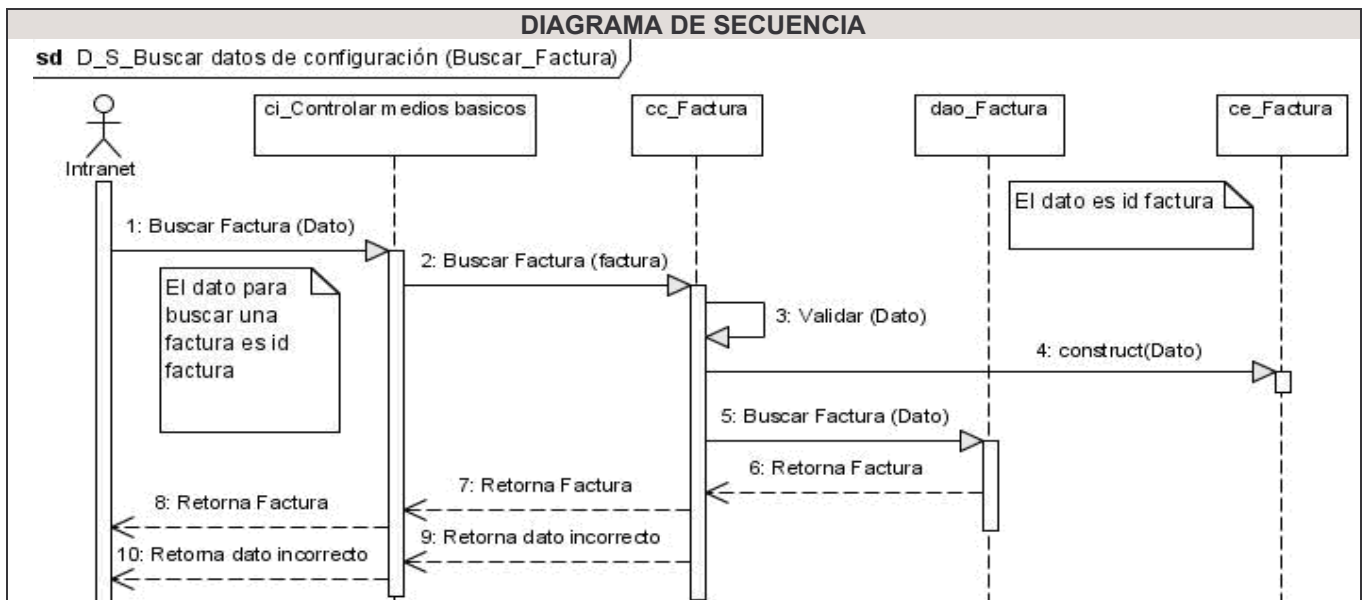 DIAGRAMA DE SECUENCIA
sd D_S_Buscar datos de configuración (Buscar_Factura)
ci_Controlar medios basicos
cc_Factura
dao_Factura
ce_Factura
Intranet
El dato es id factura
1: Buscar Factura (Dato)
2: Buscar Factura (factura)
El dato para
buscar una
factura es id
factura
3: Validar (Dato)
4: construct(Dato)
5: Buscar Factura (Dato)
6: Retorna Factura
7: Retorna Factura
8: Retorna Factura
9: Retorna dato incorrecto
10: Retorna dato incorrecto